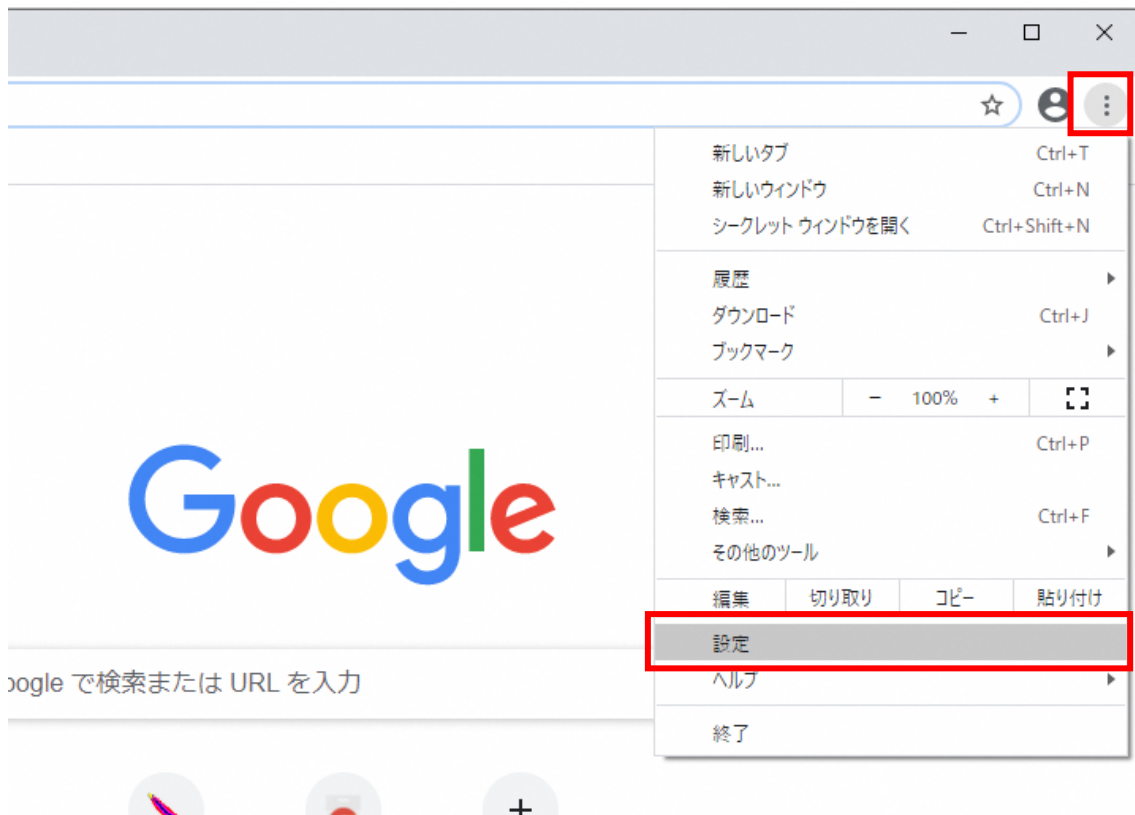 新しいタブ Ctrl+T
新しいウィンドウ Ctrl+N
シークレット ウィンドウを開く Ctrl+Shift+N
履歴
ダウンロード Ctrl+J
ブックマーク
ズーム － 100% +
印刷... Ctrl+P
キャスト...
検索... Ctrl+F
その他のツール
編集 切り取り コピー 貼り付け
Google
設定
oogle で検索または URL を入力
ヘルプ
終了